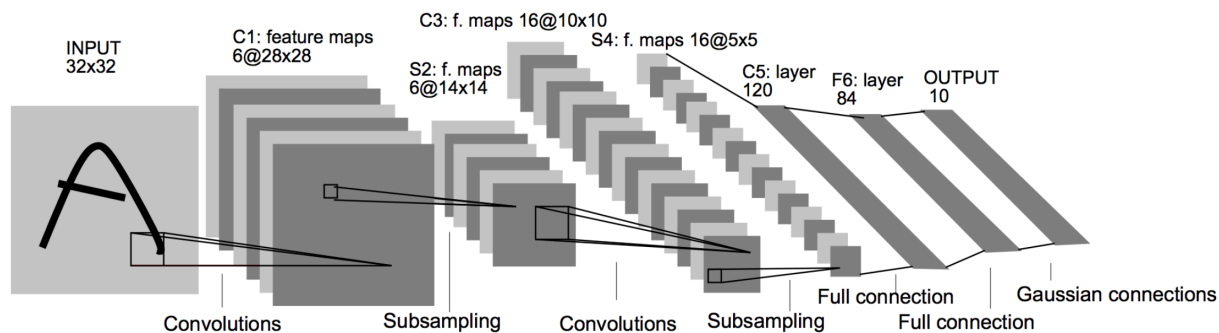 INPUT
32x32
C1: feature maps
6@28x28
S2: f. maps
6@14x14
C3: f. maps 16@10x10
S4: f. maps 16@5x5
C5: layer
120
F6: layer
84
OUTPUT
10
Convolutions
Subsampling
Convolutions
Subsampling
Full connection
Full connection
Gaussian connections